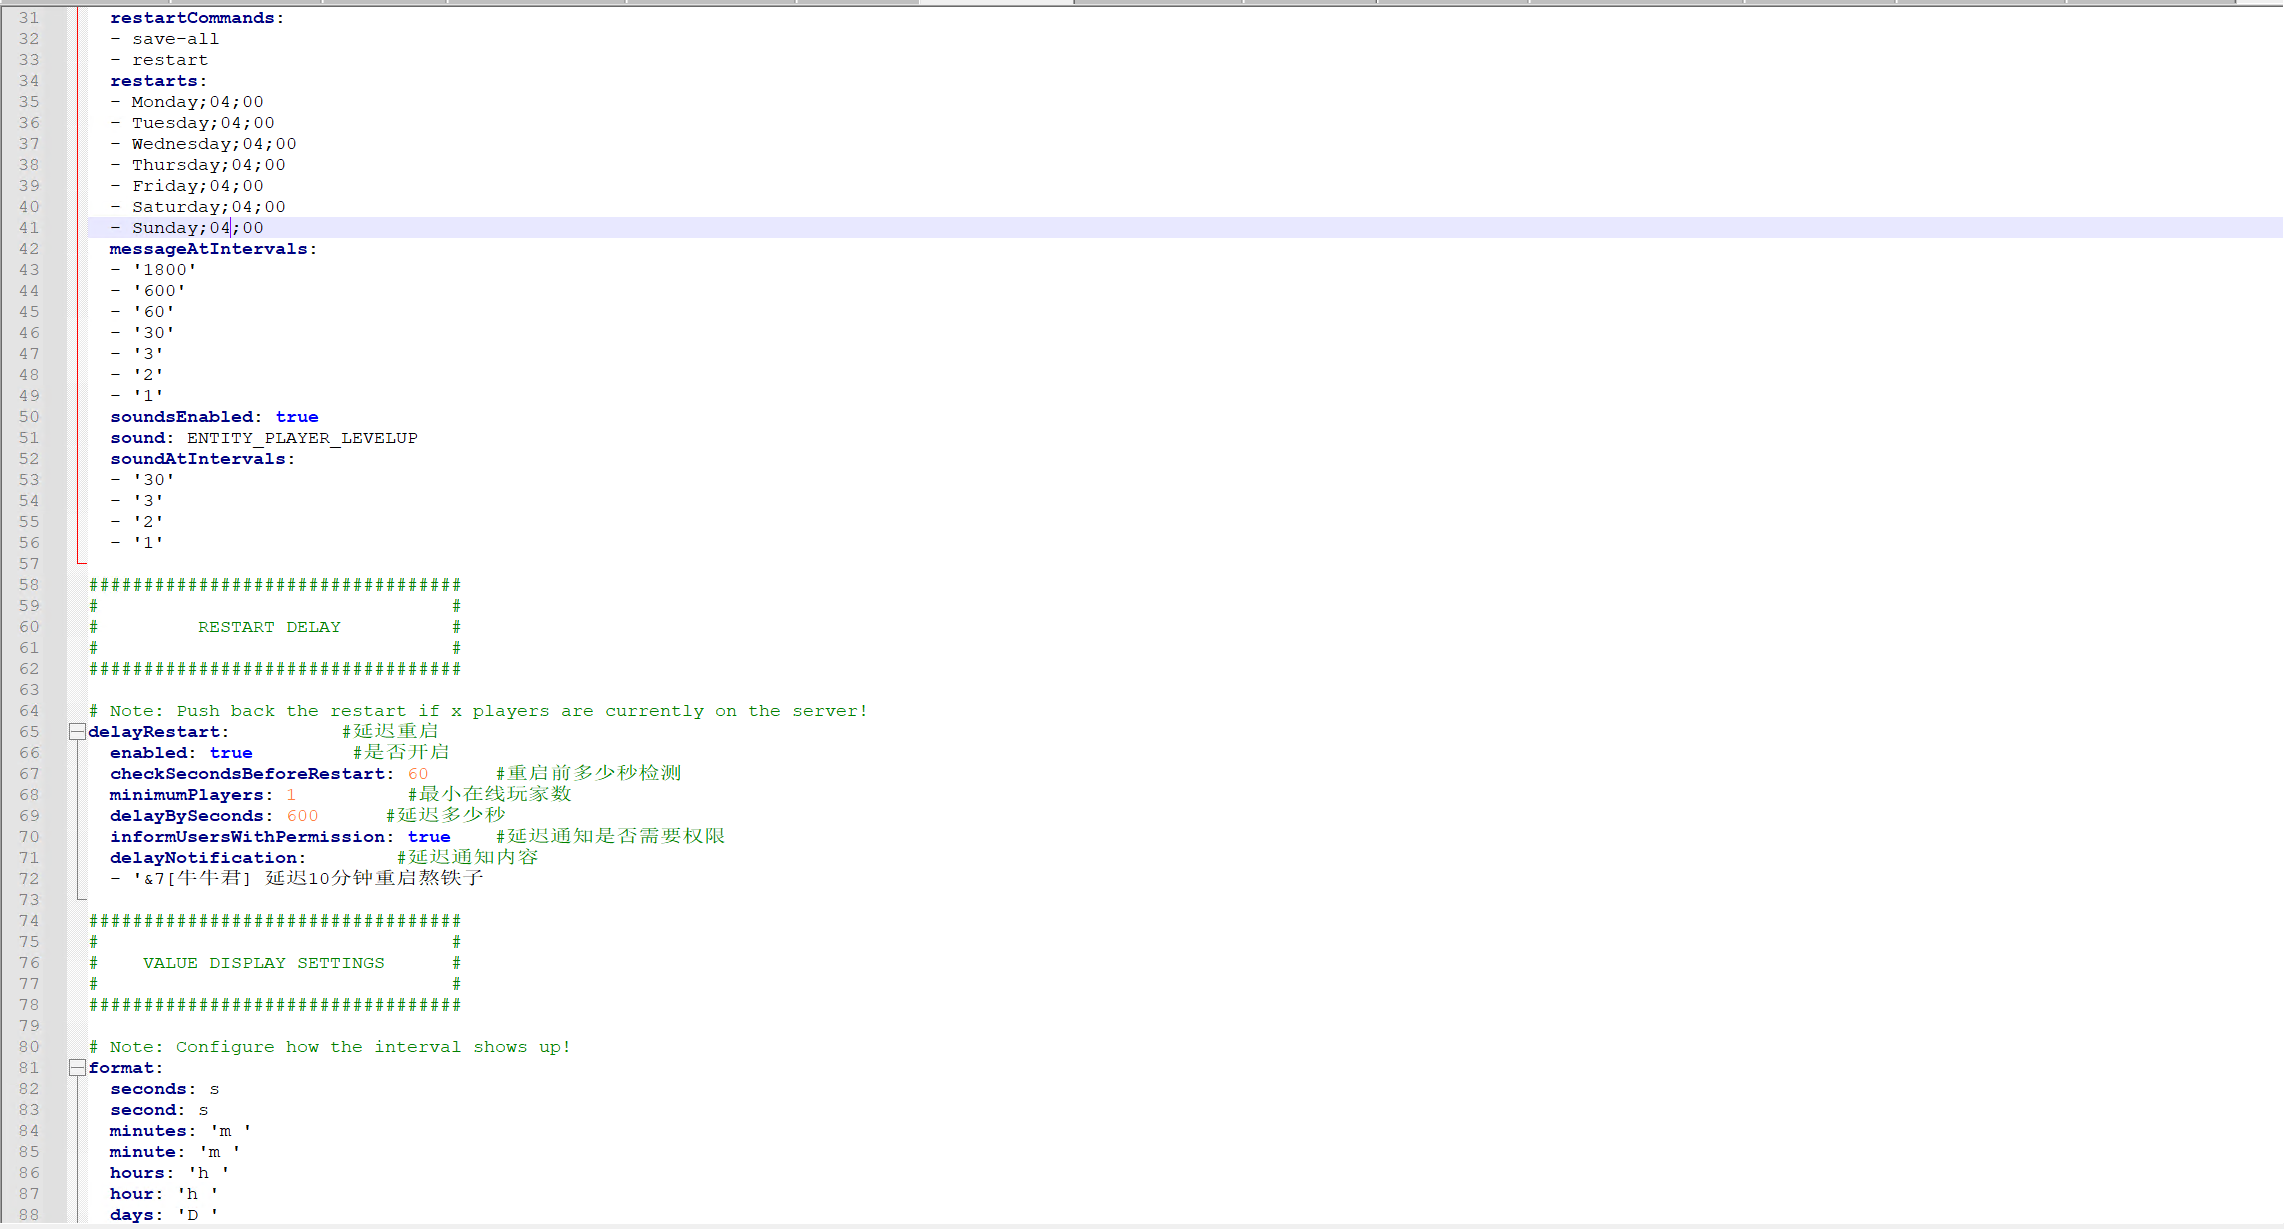 31 restartCommands:
32 - save-all
33 - restart
34 restarts:
35 - Monday;04;00
36 - Tuesday;04;00
37 - Wednesday;04;00
38 - Thursday;04;00
39 - Friday;04;00
40 - Saturday;04;00
41 - Sunday;04;00
42 messageAtIntervals:
43 - '1800'
44 - '600'
45 - '60'
46 - '30'
47 - '3'
48 - '2'
49 - '1'
50 soundsEnabled: true
51 sound: ENTITY_PLAYER_LEVELUP
52 soundAtIntervals:
53 - '30'
54 - '3'
55 - '2'
56 - '1'
57
58 ##################################
59 # #
60 # RESTART DELAY #
61 # #
62 ##################################
63
64 # Note: Push back the restart if x players are currently on the server!
65 delayRestart: #延迟重启
66 enabled: true #是否开启
67 checkSecondsBeforeRestart: 60 #重启前多少秒检测
68 minimumPlayers: 1 #最小在线玩家数
69 delayBySeconds: 600 #延迟多少秒
70 informUsersWithPermission: true #延迟通知是否需要权限
71 delayNotification: #延迟通知内容
72 - '&7[牛牛君] 延迟10分钟重启熬铁子
73
74 ##################################
75 # #
76 # VALUE DISPLAY SETTINGS #
77 # #
78 ##################################
79
80 # Note: Configure how the interval shows up!
81 format:
82 seconds: s
83 second: s
84 minutes: 'm '
85 minute: 'm '
86 hours: 'h '
87 hour: 'h '
88 days: 'D '